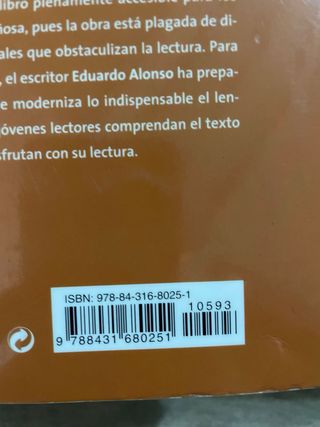 libro plenamente accesible para los
ñosa, pues la obra está plagada de di-
ales que obstaculizan la lectura. Para
, el escritor Eduardo Alonso ha prepa-
e moderniza lo indispensable el len-
jóvenes lectores comprendan el texto
sfrutan con su lectura.
ISBN: 978-84-316-8025-1
10593
9 788431 680251